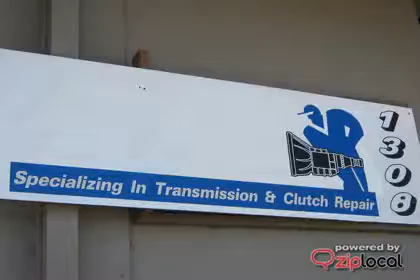 1308
Specializing In Transmission & Clutch Repair
powered by
ziplocal